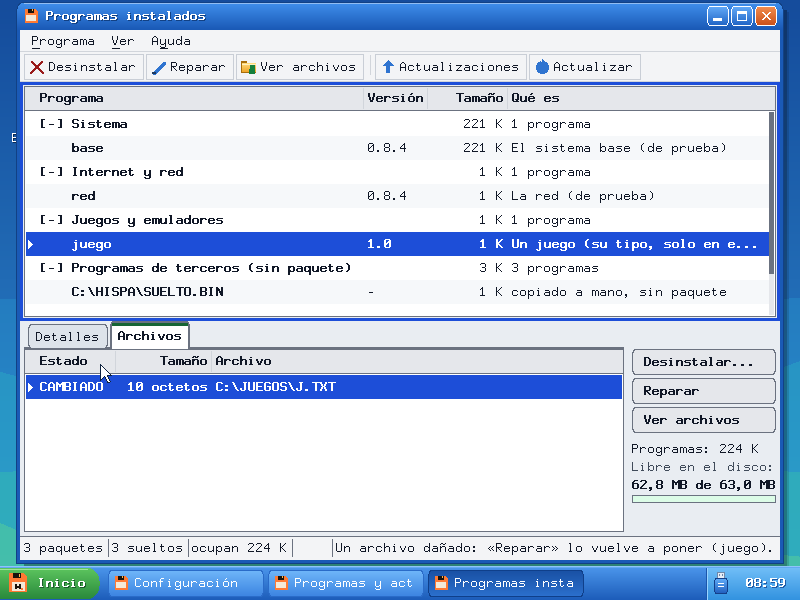 Programas instalados
Programa Ver Ayuda
Desinstalar Reparar Ver archivos Actualizaciones Actualizar
Programa Versión Tamaño Qué es
[-] Sistema 221 K 1 programa
base 0.8.4 221 K El sistema base (de prueba)
[-] Internet y red 1 K 1 programa
red 0.8.4 1 K La red (de prueba)
[-] Juegos y emuladores 1 K 1 programa
juego 1.0 1 K Un juego (su tipo, solo en e...
[-] Programas de terceros (sin paquete) 3 K 3 programas
C:\HISPA\SUELTO.BIN - 1 K copiado a mano, sin paquete
Detalles Archivos
Estado Tamaño Archivo
CAMBIADO 10 octetos C:\JUEGOS\J.TXT
Desinstalar...
Reparar
Ver archivos
Programas: 224 K
Libre en el disco:
62,8 MB de 63,0 MB
3 paquetes 3 sueltos ocupan 224 K Un archivo dañado: «Reparar» lo vuelve a poner (juego).
Inicio Configuración Programas y act Programas insta 08:59